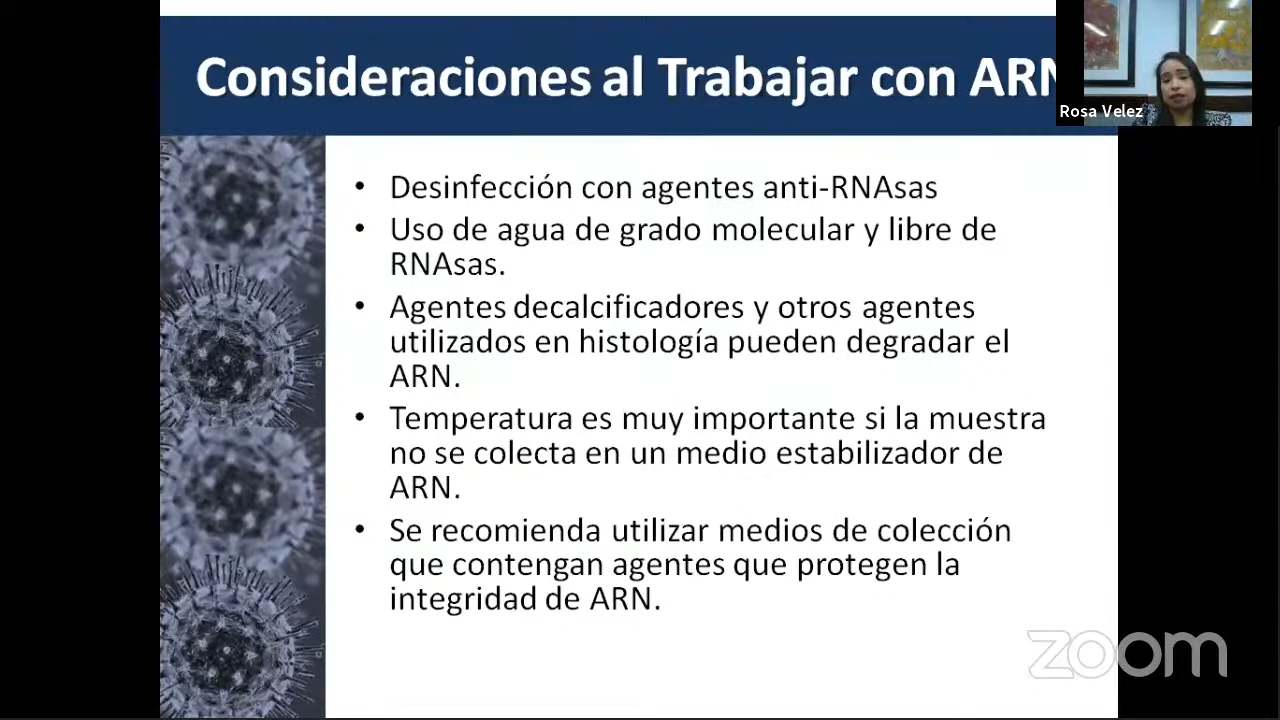 Consideraciones al Trabajar con ARN
Rosa Velez
• Desinfección con agentes anti-RNAsas
• Uso de agua de grado molecular y libre de
RNAsas.
• Agentes decalcificadores y otros agentes
utilizados en histología pueden degradar el
ARN.
• Temperatura es muy importante si la muestra
no se colecta en un medio estabilizador de
ARN.
• Se recomienda utilizar medios de colección
que contengan agentes que protegen la
integridad de ARN.
zoom